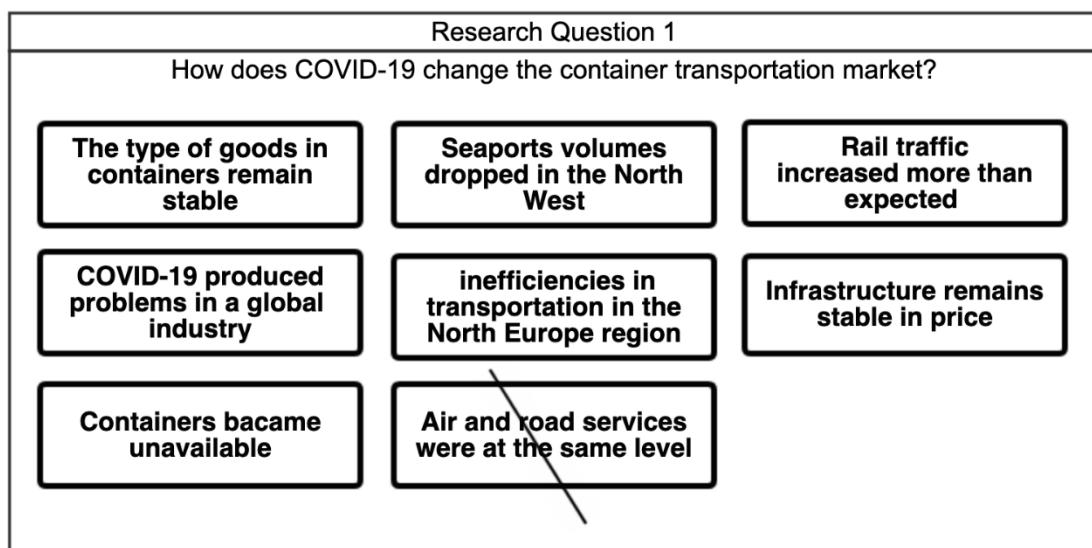 Research Question 1
How does COVID-19 change the container transportation market?
The type of goods in
containers remain
stable
Seaports volumes
dropped in the North
West
Rail traffic
increased more than
expected
COVID-19 produced
problems in a global
industry
inefficiencies in
transportation in the
North Europe region
Infrastructure remains
stable in price
Containers bacame
unavailable
Air and road services
were at the same level